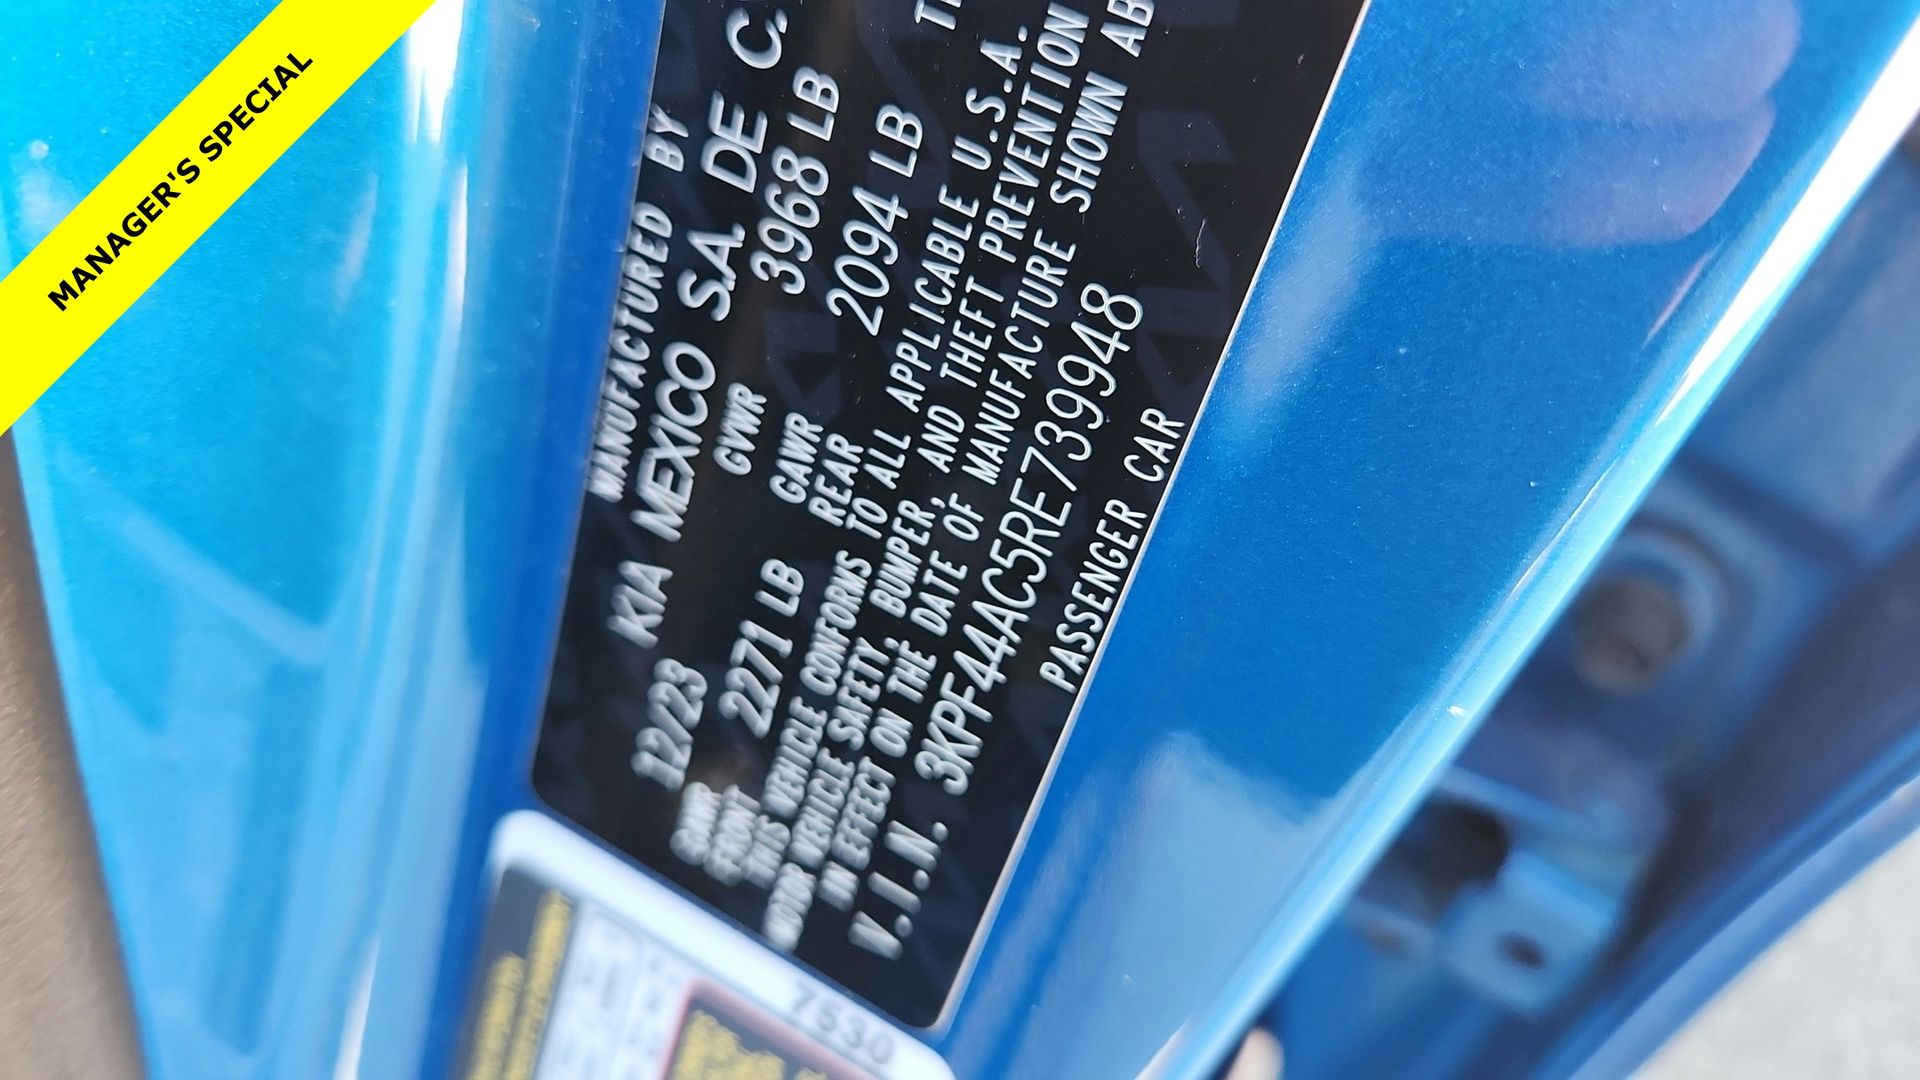 MANAGER'S SPECIAL
MANUFACTURED BY
12/23 KIA MEXICO S.A. DE C.
2271 LB GVWR 3968 LB
GAWR FRONT GAWR REAR 2094 LB
THIS VEHICLE CONFORMS TO ALL APPLICABLE U.S.A.
MOTOR VEHICLE SAFETY, BUMPER, AND THEFT PREVENTION
IN EFFECT ON THE DATE OF MANUFACTURE SHOWN AB
V.I.N. 3KPF44AC5RE739948
PASSENGER CAR
7530